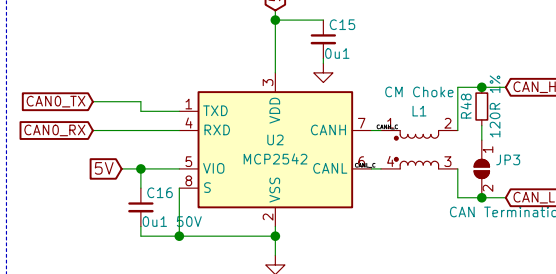 C15
0u1
CAN0_TX
CAN0_RX
5V
C16
0u1 50V
1
4
5
8
3
2
TXD
RXD
VIO
S
VDD
VSS
U2
MCP2542
CANH
CANL
7
6
CANH_C
CANL_C
CM Choke
L1
1
2
4
3
R48
120R 1%
1
JP3
2
CAN_H
CAN_L
CAN Terminatio